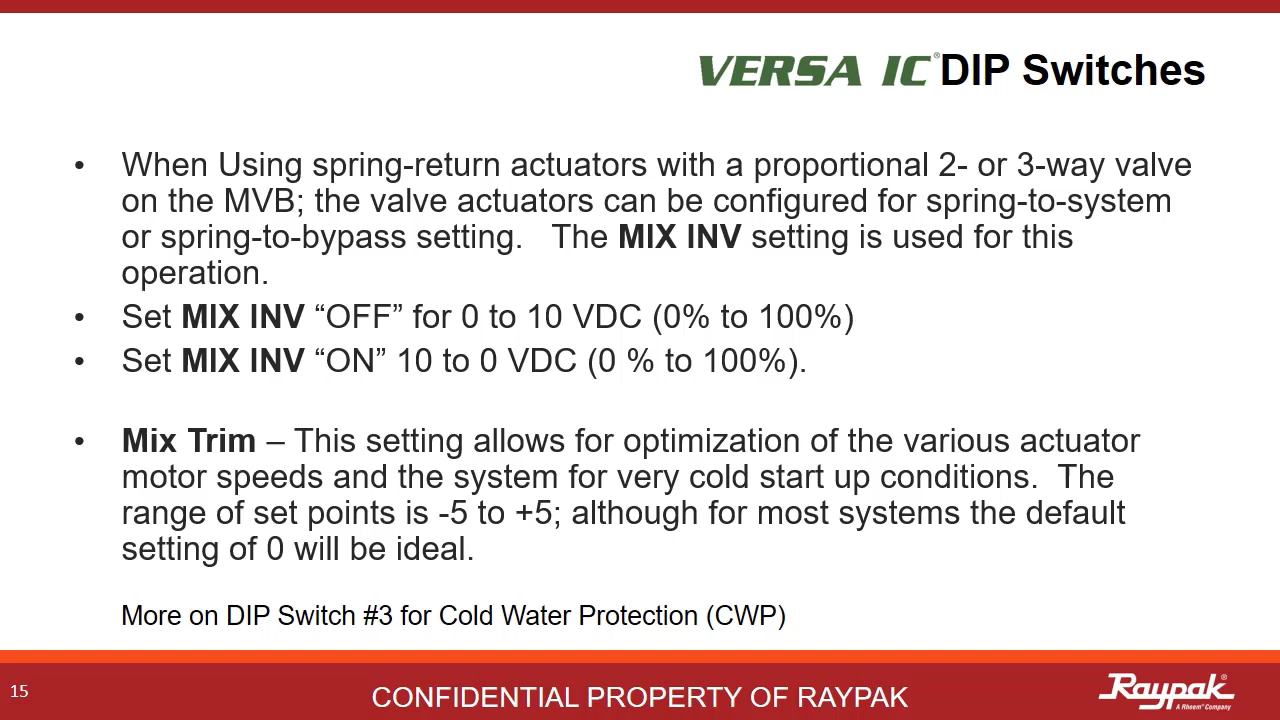 VERSA IC® DIP Switches
• When Using spring-return actuators with a proportional 2- or 3-way valve
on the MVB; the valve actuators can be configured for spring-to-system
or spring-to-bypass setting.   The MIX INV setting is used for this
operation.
• Set MIX INV “OFF” for 0 to 10 VDC (0% to 100%)
• Set MIX INV “ON” 10 to 0 VDC (0 % to 100%).
• Mix Trim – This setting allows for optimization of the various actuator
motor speeds and the system for very cold start up conditions.  The
range of set points is -5 to +5; although for most systems the default
setting of 0 will be ideal.
More on DIP Switch #3 for Cold Water Protection (CWP)
15
CONFIDENTIAL PROPERTY OF RAYPAK
Raypak®
A Rheem® Company